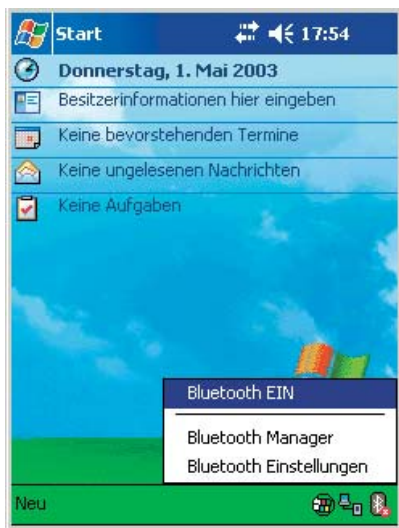 Start 17:54
Donnerstag, 1. Mai 2003
Besitzerinformationen hier eingeben
Keine bevorstehenden Termine
Keine ungelesenen Nachrichten
Keine Aufgaben
Bluetooth EIN
Bluetooth Manager
Bluetooth Einstellungen
Neu